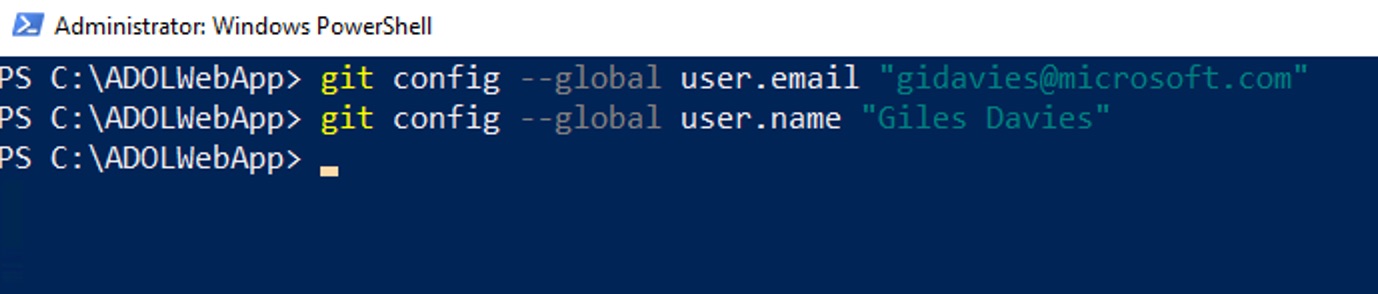 Administrator: Windows PowerShell
PS C:\ADOLWebApp> git config --global user.email "gidavies@microsoft.com"
PS C:\ADOLWebApp> git config --global user.name "Giles Davies"
PS C:\ADOLWebApp>